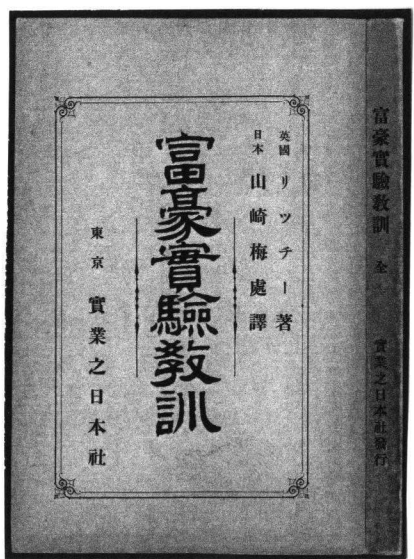 富豪實驗教訓 全 實業之日本社發行
英國 リツチー 著
日本 山崎梅處 譯
富豪實驗教訓
東京 實業之日本社